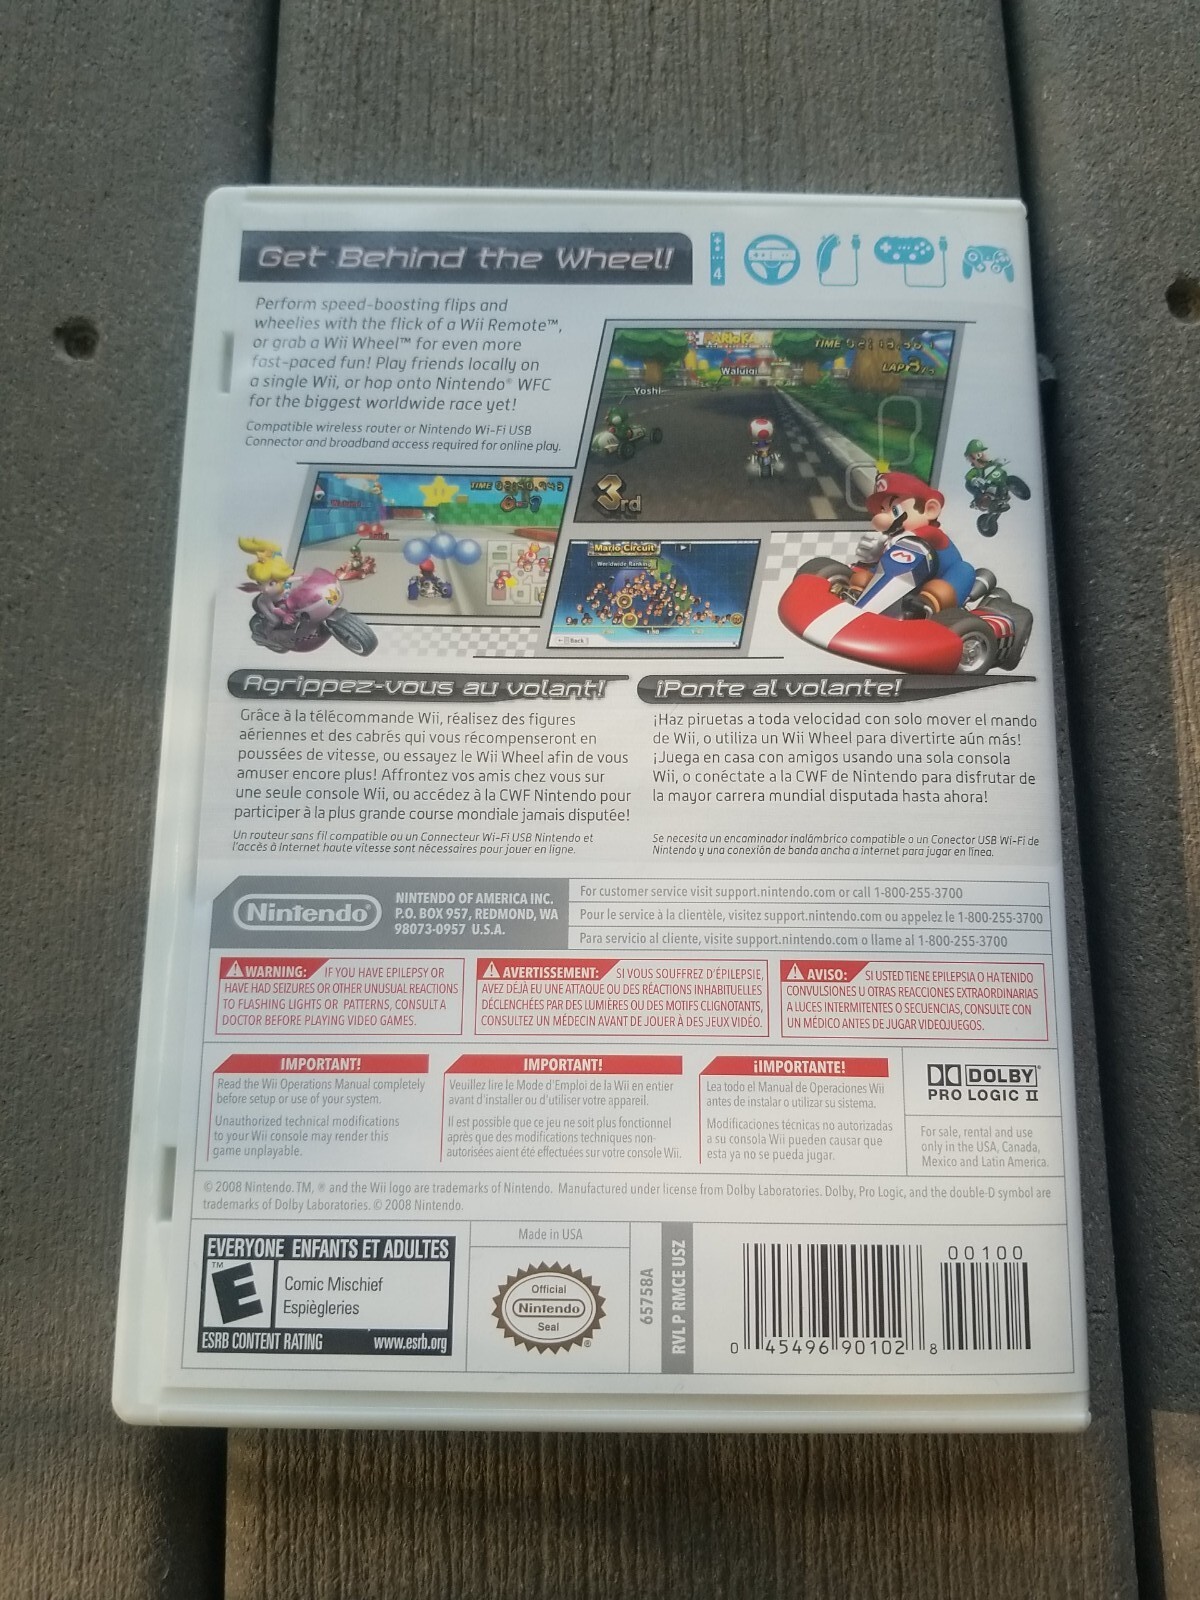 Get Behind the Wheel!
4
Perform speed-boosting flips and
wheelies with the flick of a Wii Remote™,
or grab a Wii Wheel™ for even more
fast-paced fun! Play friends locally on
a single Wii, or hop onto Nintendo® WFC
for the biggest worldwide race yet!
Compatible wireless router or Nintendo Wi-Fi USB
Connector and broadband access required for online play.
TIME
LAP
Waluigi
Yoshi
3rd
TIME
Mario Circuit
Worldwide Ranking
Back
Agrippez-vous au volant!
Grâce à la télécommande Wii, réalisez des figures
aériennes et des cabrés qui vous récompenseront en
poussées de vitesse, ou essayez le Wii Wheel afin de vous
amuser encore plus! Affrontez vos amis chez vous sur
une seule console Wii, ou accédez à la CWF Nintendo pour
participer à la plus grande course mondiale jamais disputée!
Un routeur sans fil compatible ou un Connecteur Wi-Fi USB Nintendo et
l'accès à Internet haute vitesse sont nécessaires pour jouer en ligne.
¡Ponte al volante!
¡Haz piruetas a toda velocidad con solo mover el mando
de Wii, o utiliza un Wii Wheel para divertirte aún más!
¡Juega en casa con amigos usando una sola consola
Wii, o conéctate a la CWF de Nintendo para disfrutar de
la mayor carrera mundial disputada hasta ahora!
Se necesita un encaminador inalámbrico compatible o un Conector USB Wi-Fi de
Nintendo y una conexión de banda ancha a internet para jugar en línea.
Nintendo®
NINTENDO OF AMERICA INC.
P.O. BOX 957, REDMOND, WA
98073-0957 U.S.A.
For customer service visit support.nintendo.com or call 1-800-255-3700
Pour le service à la clientèle, visitez support.nintendo.com ou appelez le 1-800-255-3700
Para servicio al cliente, visite support.nintendo.com o llame al 1-800-255-3700
WARNING: IF YOU HAVE EPILEPSY OR
HAVE HAD SEIZURES OR OTHER UNUSUAL REACTIONS
TO FLASHING LIGHTS OR PATTERNS, CONSULT A
DOCTOR BEFORE PLAYING VIDEO GAMES.
AVERTISSEMENT: SI VOUS SOUFFREZ D'ÉPILEPSIE,
AVEZ DÉJÀ EU UNE ATTAQUE OU DES RÉACTIONS INHABITUELLES
DÉCLENCHÉES PAR DES LUMIÈRES OU DES MOTIFS CLIGNOTANTS,
CONSULTEZ UN MÉDECIN AVANT DE JOUER À DES JEUX VIDÉO.
AVISO: SI USTED TIENE EPILEPSIA O HA TENIDO
CONVULSIONES U OTRAS REACCIONES EXTRAORDINARIAS
A LUCES INTERMITENTES O SECUENCIAS, CONSULTE CON
UN MÉDICO ANTES DE JUGAR VIDEOJUEGOS.
IMPORTANT!
Read the Wii Operations Manual completely
before setup or use of your system.
Unauthorized technical modifications
to your Wii console may render this
game unplayable.
IMPORTANT!
Veuillez lire le Mode d'Emploi de la Wii en entier
avant d'installer ou d'utiliser votre appareil.
Il est possible que ce jeu ne soit plus fonctionnel
après que des modifications techniques non-
autorisées aient été effectuées sur votre console Wii.
¡IMPORTANTE!
Lea todo el Manual de Operaciones Wii
antes de instalar o utilizar su sistema.
Modificaciones técnicas no autorizadas
a su consola Wii pueden causar que
esta ya no se pueda jugar.
DOLBY®
PRO LOGIC II
For sale, rental and use
only in the USA, Canada,
Mexico and Latin America.
© 2008 Nintendo. TM, ® and the Wii logo are trademarks of Nintendo. Manufactured under license from Dolby Laboratories. Dolby, Pro Logic, and the double-D symbol are
trademarks of Dolby Laboratories. © 2008 Nintendo.
EVERYONE ENFANTS ET ADULTES
E™
Comic Mischief
Espiègleries
ESRB CONTENT RATING www.esrb.org
Made in USA
Official
Nintendo
Seal
®
65758A
RVL P RMCE USZ
00100
0 45496 90102 8